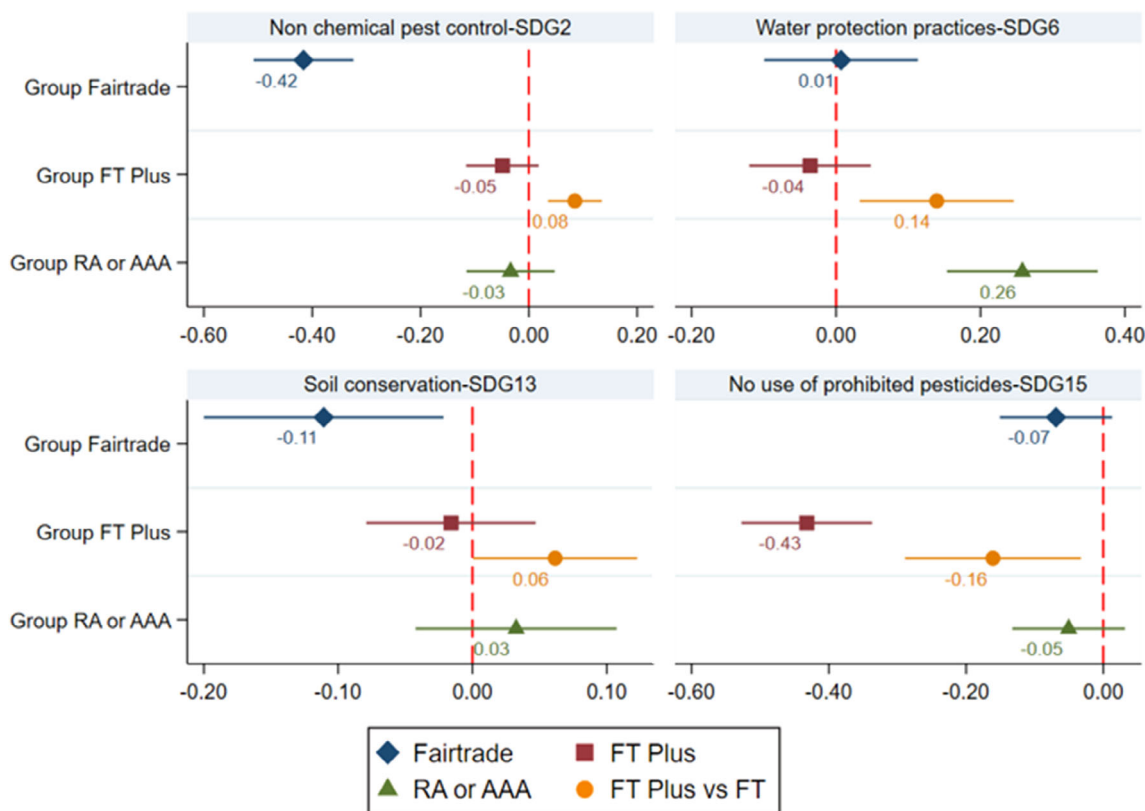 Non chemical pest control-SDG2
Water protection practices-SDG6
Group Fairtrade
-0.42
0.01
Group FT Plus
-0.05
0.08
-0.04
0.14
Group RA or AAA
-0.03
0.26
-0.60 -0.40 -0.20 0.00 0.20
-0.20 0.00 0.20 0.40
Soil conservation-SDG13
No use of prohibited pesticides-SDG15
Group Fairtrade
-0.11
-0.07
Group FT Plus
-0.02
0.06
-0.43
-0.16
Group RA or AAA
0.03
-0.05
-0.20 -0.10 0.00 0.10
-0.60 -0.40 -0.20 0.00
Fairtrade FT Plus
RA or AAA FT Plus vs FT